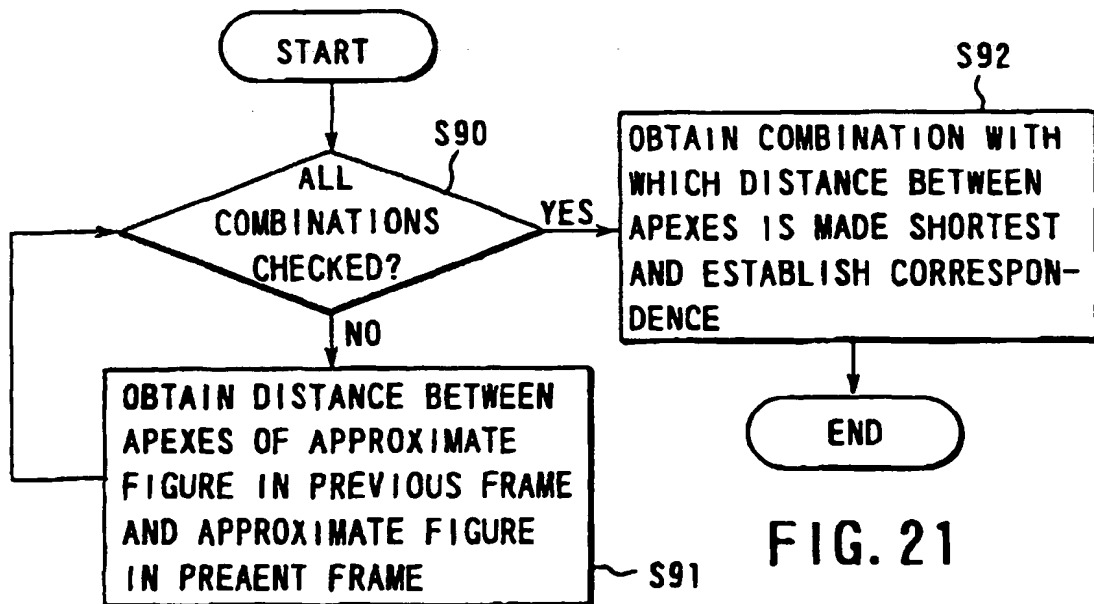 START
S90
ALL
COMBINATIONS
CHECKED?
YES
NO
OBTAIN DISTANCE BETWEEN
APEXES OF APPROXIMATE
FIGURE IN PREVIOUS FRAME
AND APPROXIMATE FIGURE
IN PREAENT FRAME
S91
S92
OBTAIN COMBINATION WITH
WHICH DISTANCE BETWEEN
APEXES IS MADE SHORTEST
AND ESTABLISH CORRESPON-
DENCE
END
FIG. 21